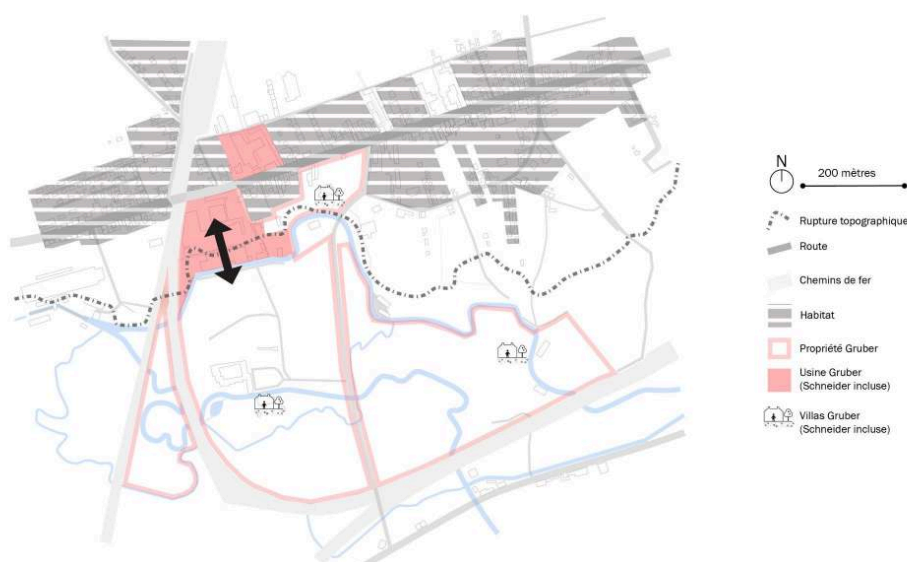 N
200 mètres
Rupture topographique
Route
Chemins de fer
Habitat
Propriété Gruber
Usine Gruber
(Schneider incluse)
Villas Gruber
(Schneider incluse)